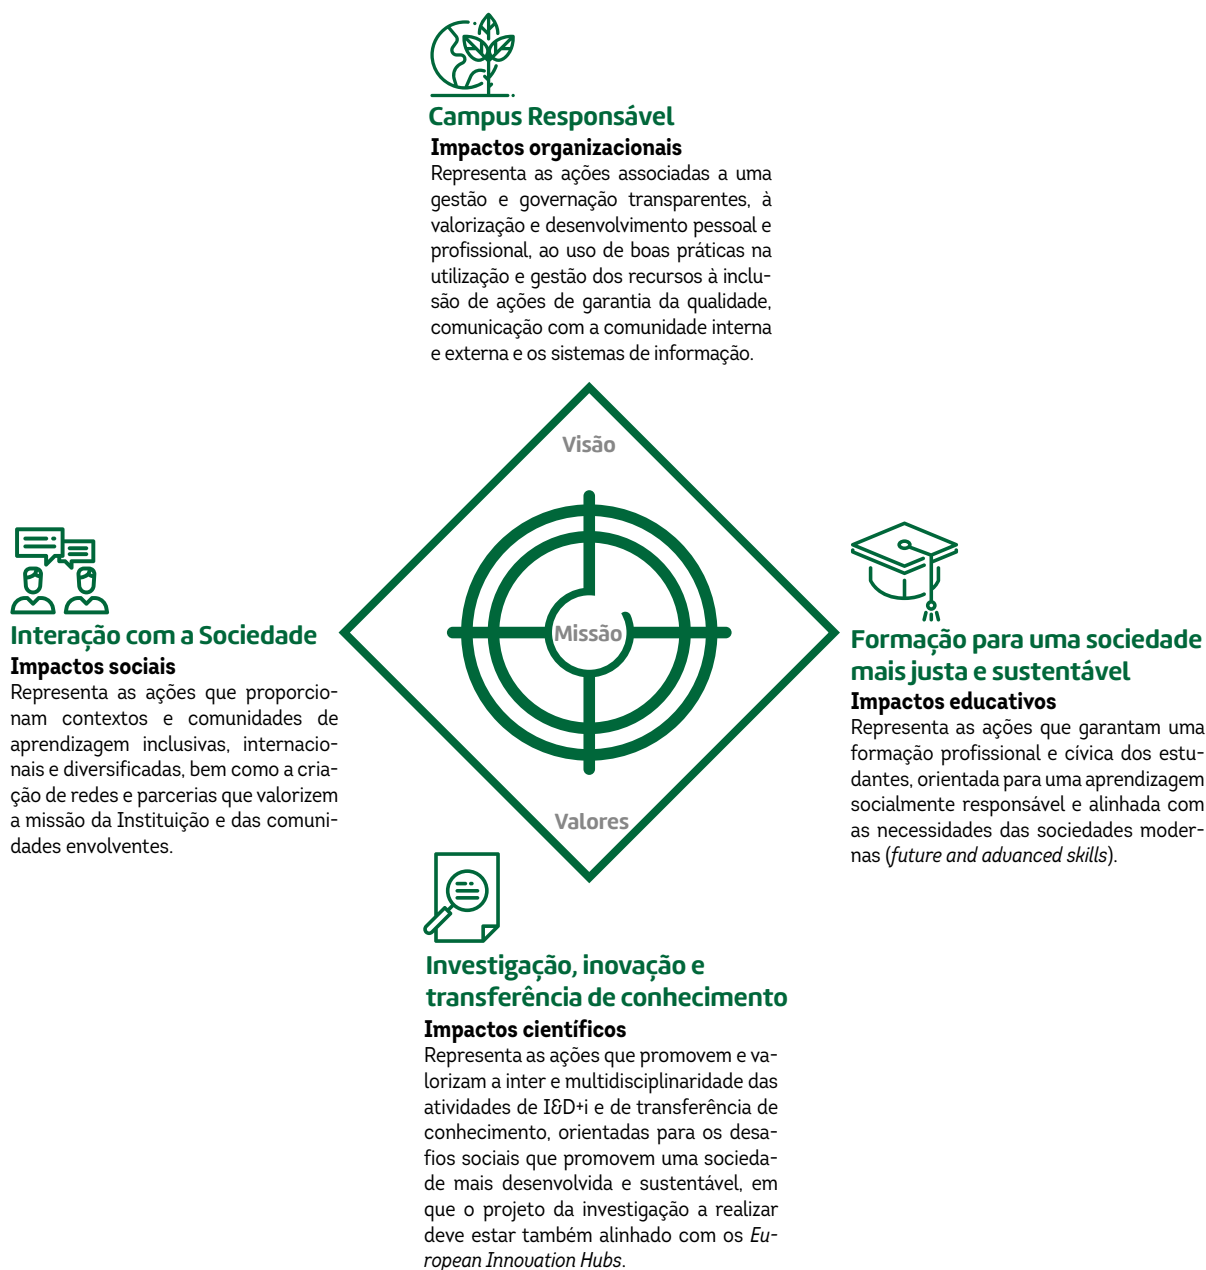 Campus Responsável
Impactos organizacionais
Representa as ações associadas a uma
gestão e governação transparentes, à
valorização e desenvolvimento pessoal e
profissional, ao uso de boas práticas na
utilização e gestão dos recursos à inclu-
são de ações de garantia da qualidade,
comunicação com a comunidade interna
e externa e os sistemas de informação.
Visão
Missão
Valores
Interação com a Sociedade
Impactos sociais
Representa as ações que proporcio-
nam contextos e comunidades de
aprendizagem inclusivas, internacio-
nais e diversificadas, bem como a cria-
ção de redes e parcerias que valorizem
a missão da Instituição e das comuni-
dades envolventes.
Formação para uma sociedade
mais justa e sustentável
Impactos educativos
Representa as ações que garantam uma
formação profissional e cívica dos estu-
dantes, orientada para uma aprendizagem
socialmente responsável e alinhada com
as necessidades das sociedades moder-
nas (future and advanced skills).
Investigação, inovação e
transferência de conhecimento
Impactos científicos
Representa as ações que promovem e va-
lorizam a inter e multidisciplinaridade das
atividades de I&D+i e de transferência de
conhecimento, orientadas para os desa-
fios sociais que promovem uma socieda-
de mais desenvolvida e sustentável, em
que o projeto da investigação a realizar
deve estar também alinhado com os Eu-
ropean Innovation Hubs.